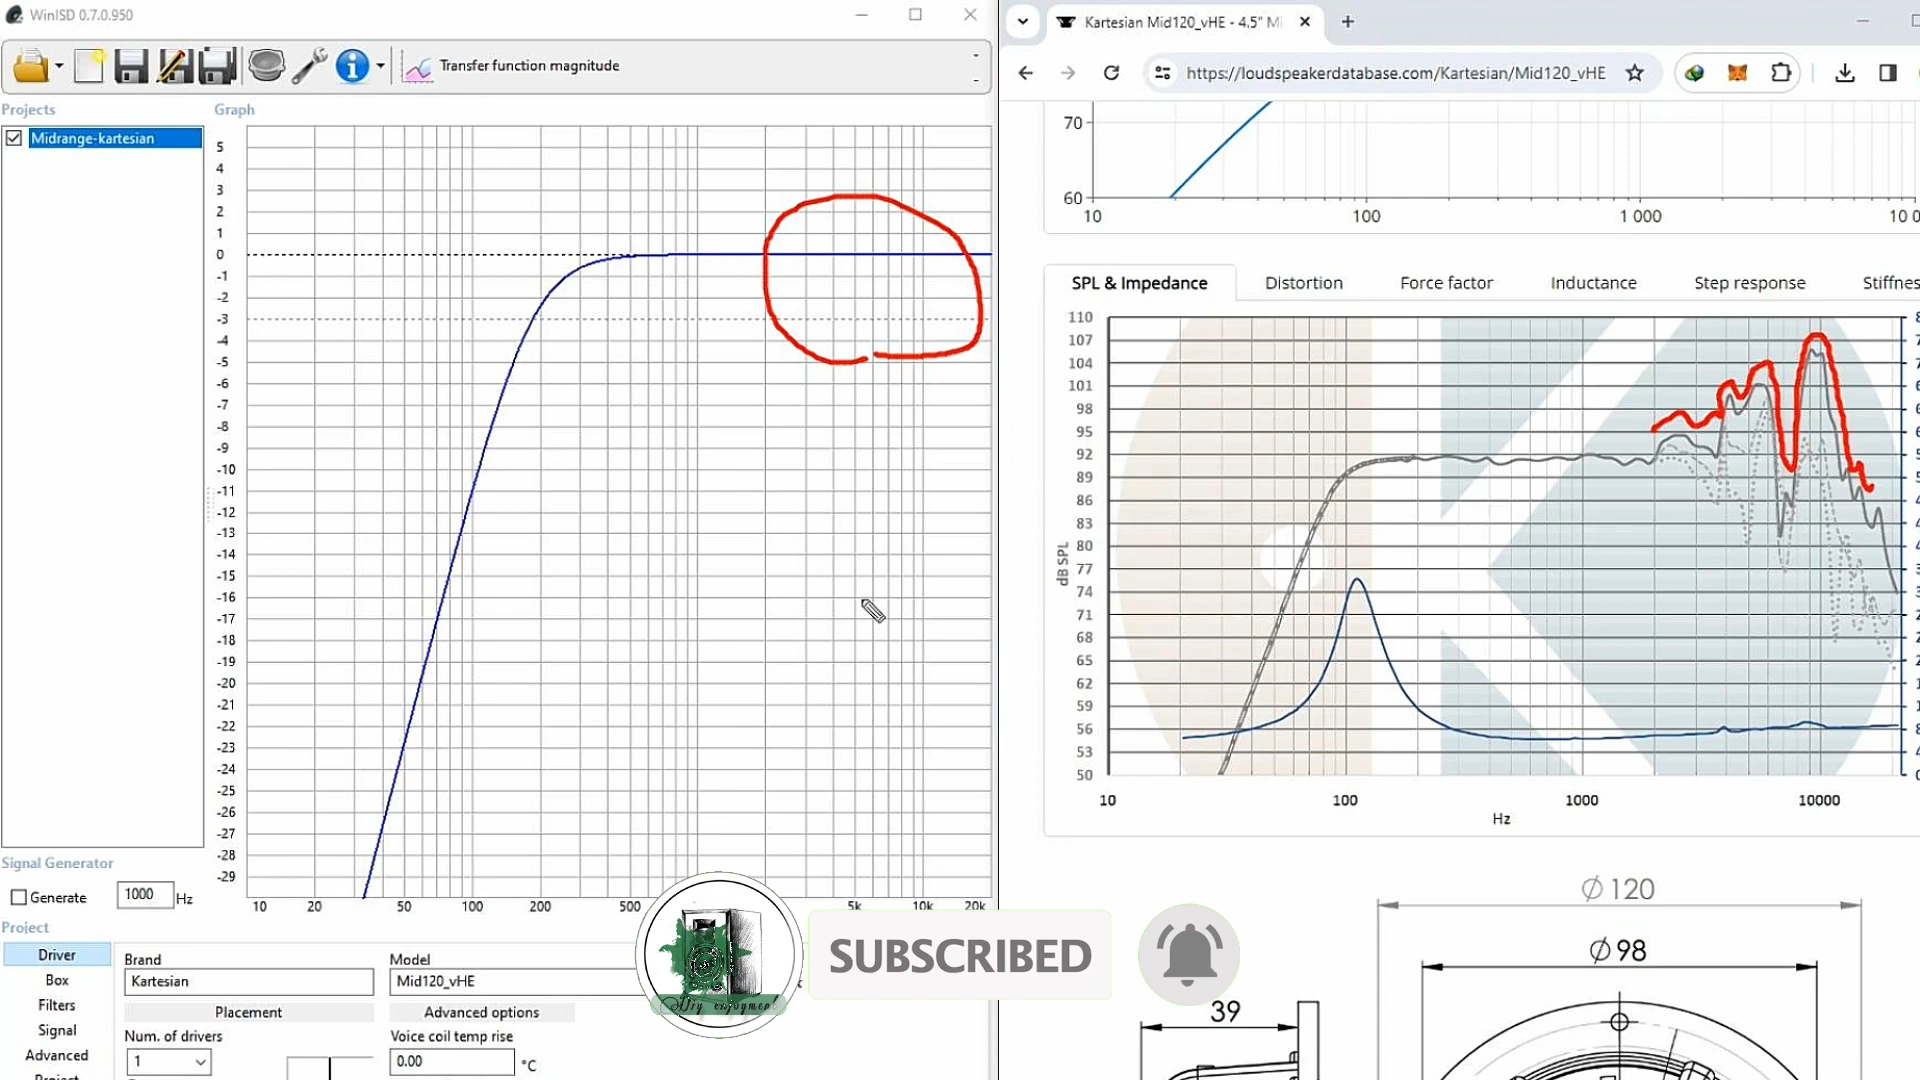 WinISD 0.7.0.950
Transfer function magnitude
Projects
Graph
Midrange-kartesian
5
4
3
2
1
0
-1
-2
-3
-4
-5
-6
-7
-8
-9
-10
-11
-12
-13
-14
-15
-16
-17
-18
-19
-20
-21
-22
-23
-24
-25
-26
-27
-28
-29
10 20 50 100 200 500 5k 10k 20k
Signal Generator
Generate 1000 Hz
Project
Driver
Box
Filters
Signal
Advanced
Project
Brand
Kartesian
Model
Mid120_vHE
Placement
Advanced options
Num. of drivers
1
Voice coil temp rise
0.00 °C
Diy enjoyment
SUBSCRIBED
Kartesian Mid120_vHE - 4.5" Mi
https://loudspeakerdatabase.com/Kartesian/Mid120_vHE
70
60
10 100 1 000 10 0
SPL & Impedance Distortion Force factor Inductance Step response Stiffnes
110
107
104
101
98
95
92
89
86
83
80
77
74
71
68
65
62
59
56
53
50
dB SPL
10 100 1000 10000
Hz
Ø 120
Ø 98
39